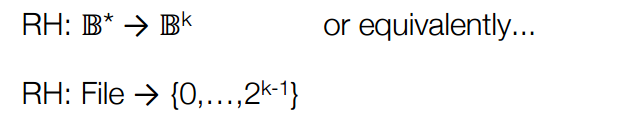 RH: 𝔹* → 𝔹ᵏ or equivalently...
RH: File → {0,...,2ᵏ⁻¹}